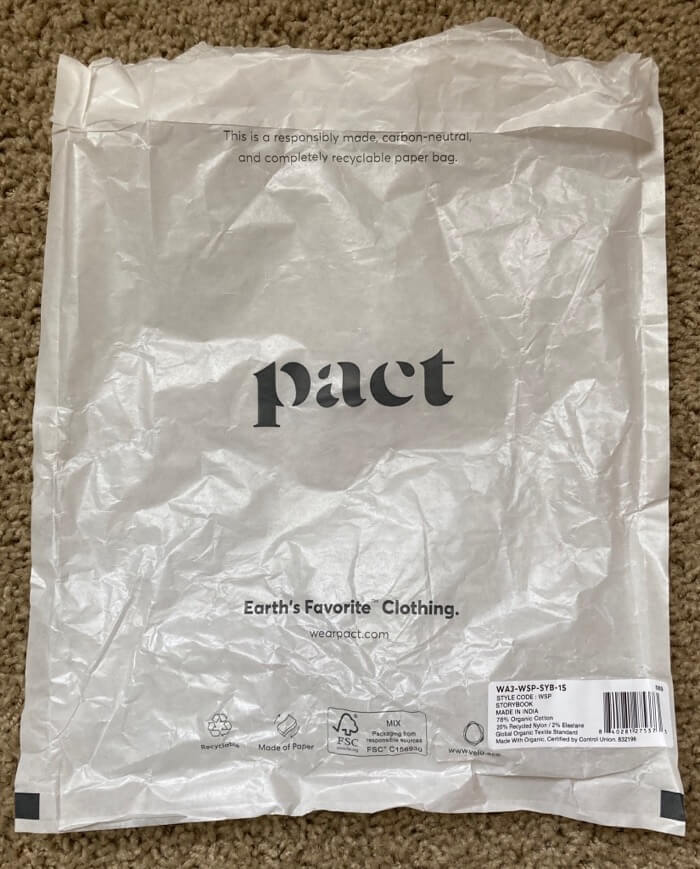 This is a responsibly made, carbon-neutral,
and completely recyclable paper bag.
pact
Earth's Favorite™ Clothing.
wearpact.com
Recyclable
Made of Paper
FSC
MIX
Packaging from
responsible sources
FSC® C156930
WA3-WSP-SYB-1S
STYLE CODE : WSP
STORYBOOK
MADE IN INDIA
78% Organic Cotton
20% Recycled Nylon / 2% Elastane
Global Organic Textile Standard
Made With Organic, Certified by Control Union, 832196